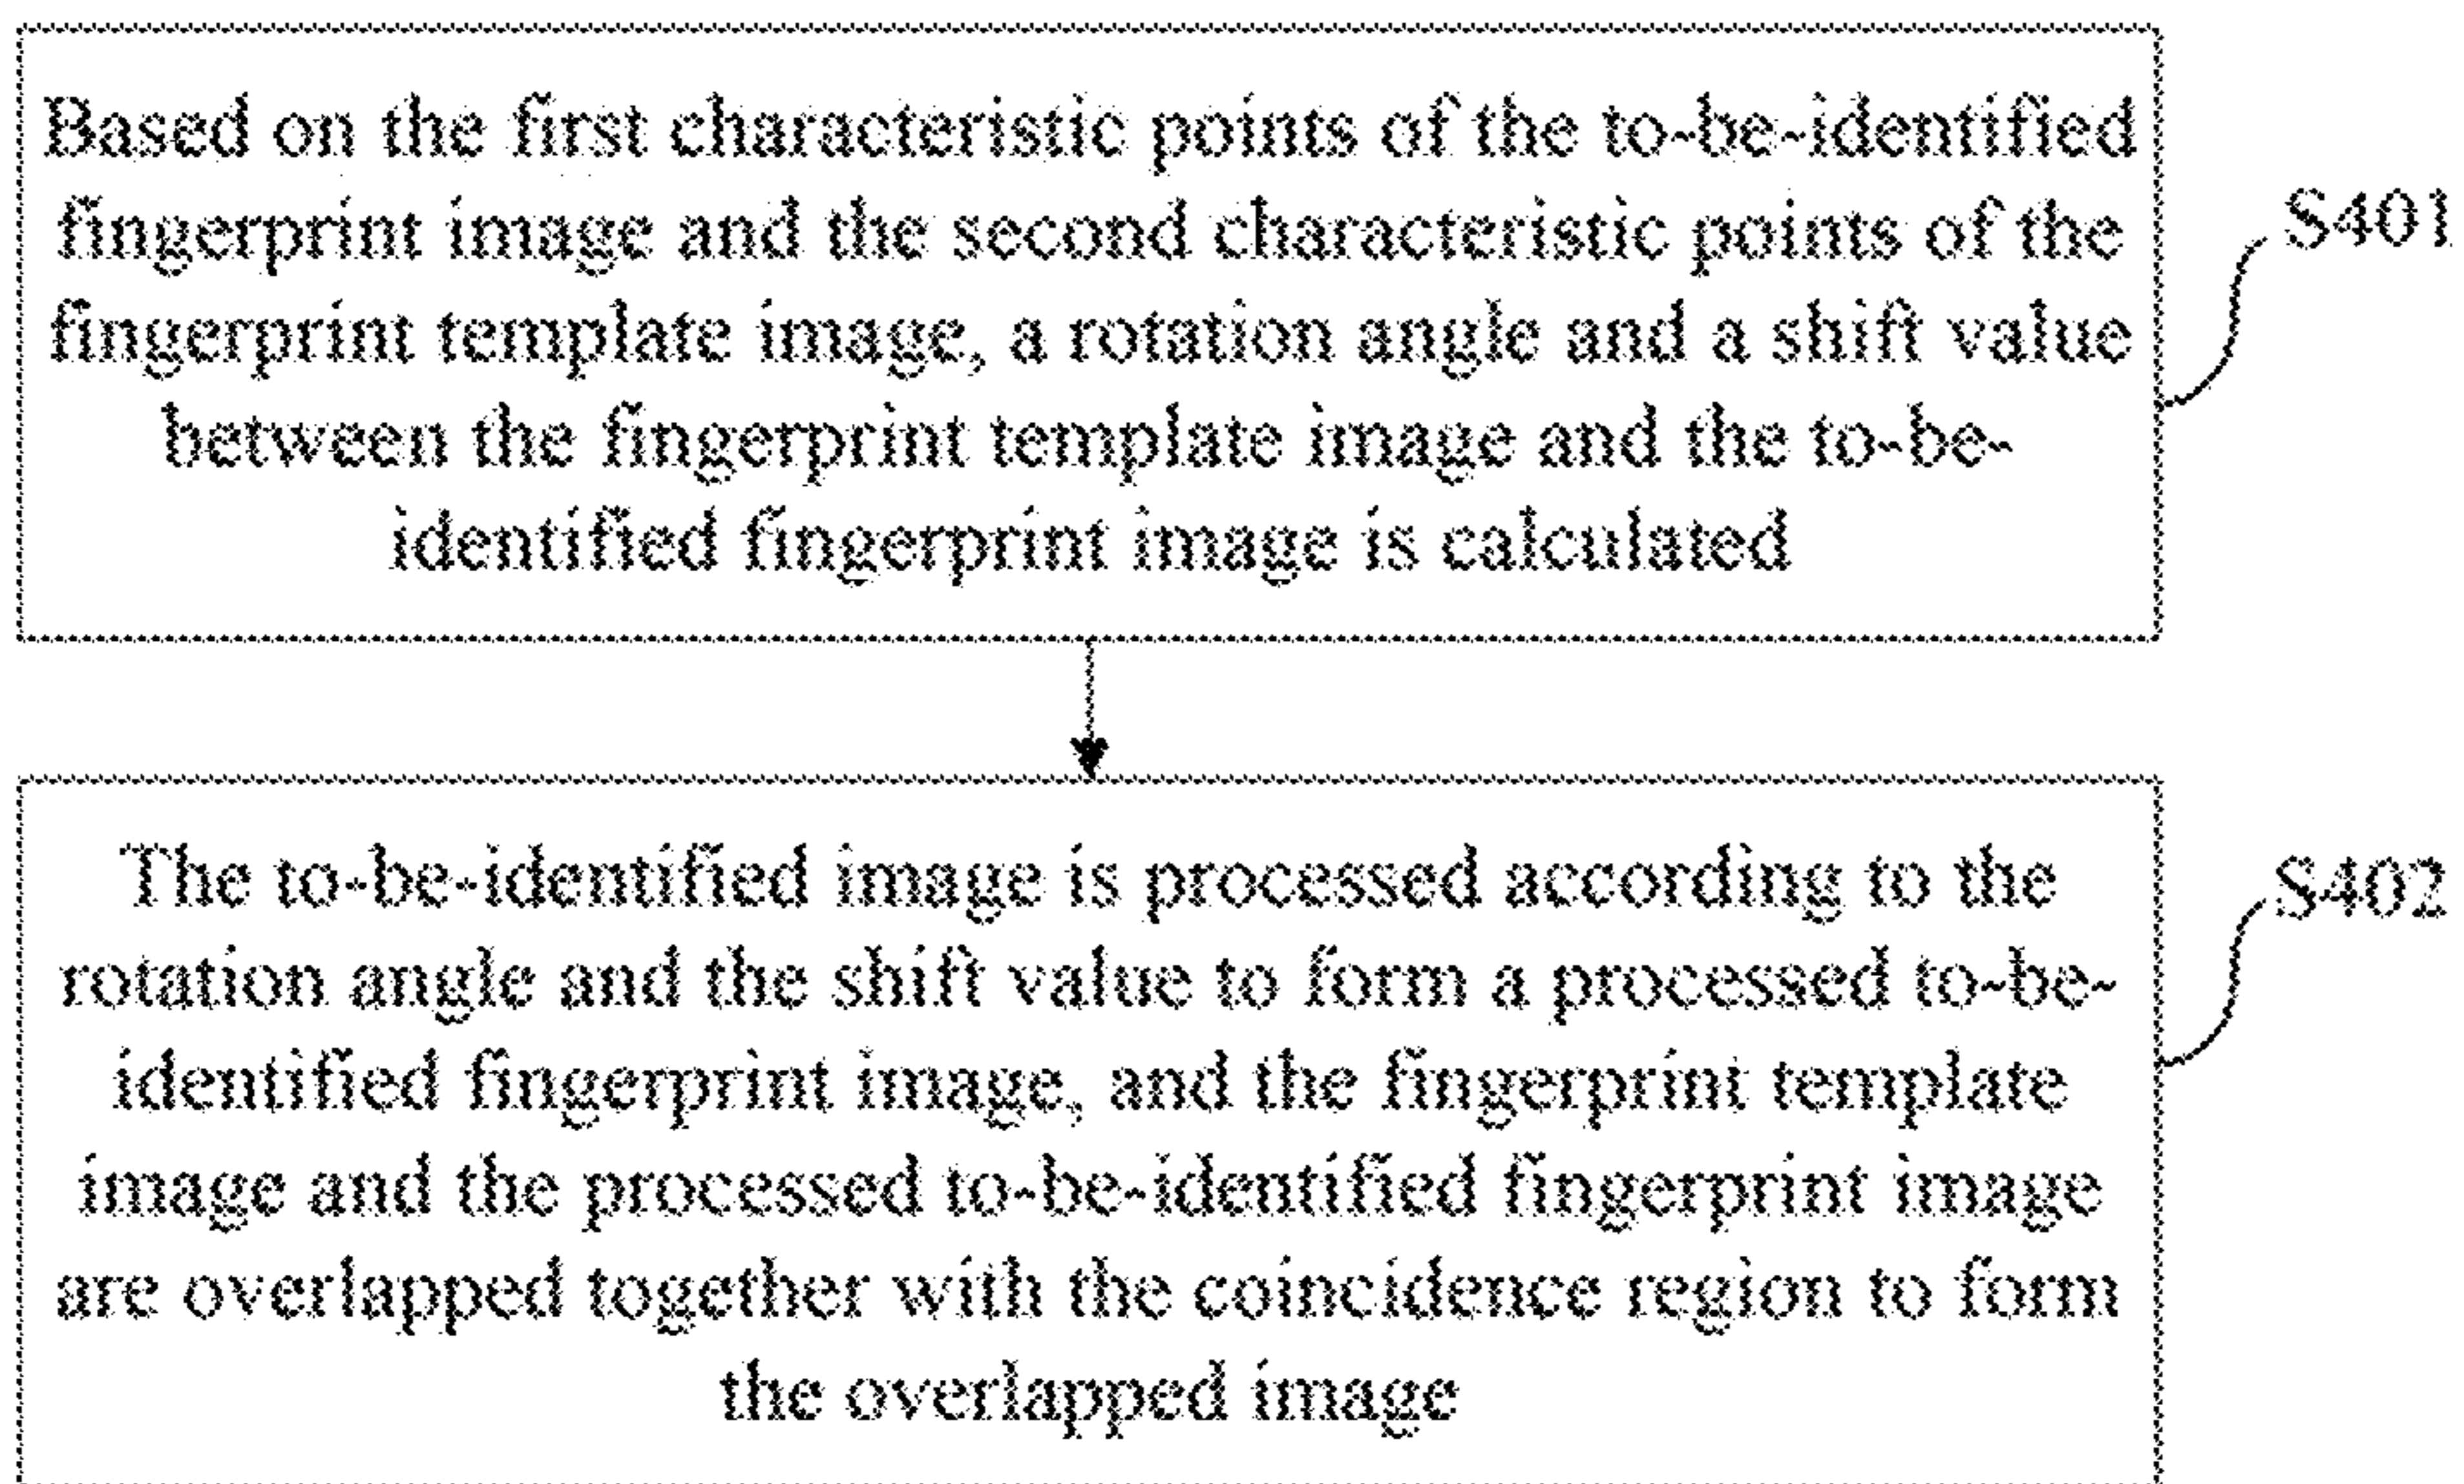 Based on the first characteristic points of the to-be-identified
fingerprint image and the second characteristic points of the
fingerprint template image, a rotation angle and a shift value
between the fingerprint template image and the to-be-
identified fingerprint image is calculated
S401
The to-be-identified image is processed according to the
rotation angle and the shift value to form a processed to-be-
identified fingerprint image, and the fingerprint template
image and the processed to-be-identified fingerprint image
are overlapped together with the coincidence region to form
the overlapped image
S402